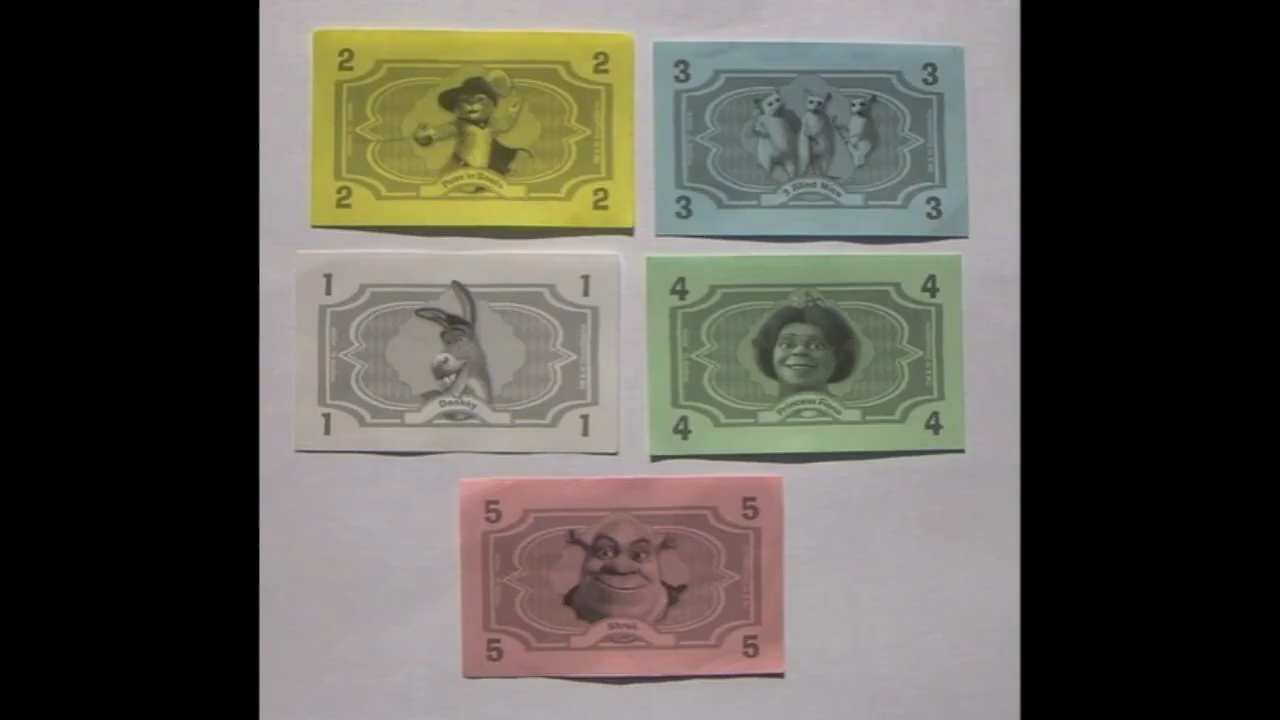 2 2
Puss in Boots
2 2
3 3
3 Blind Mice
3 3
1 1
Donkey
1 1
4 4
Princess Fiona
4 4
5 5
Shrek
5 5